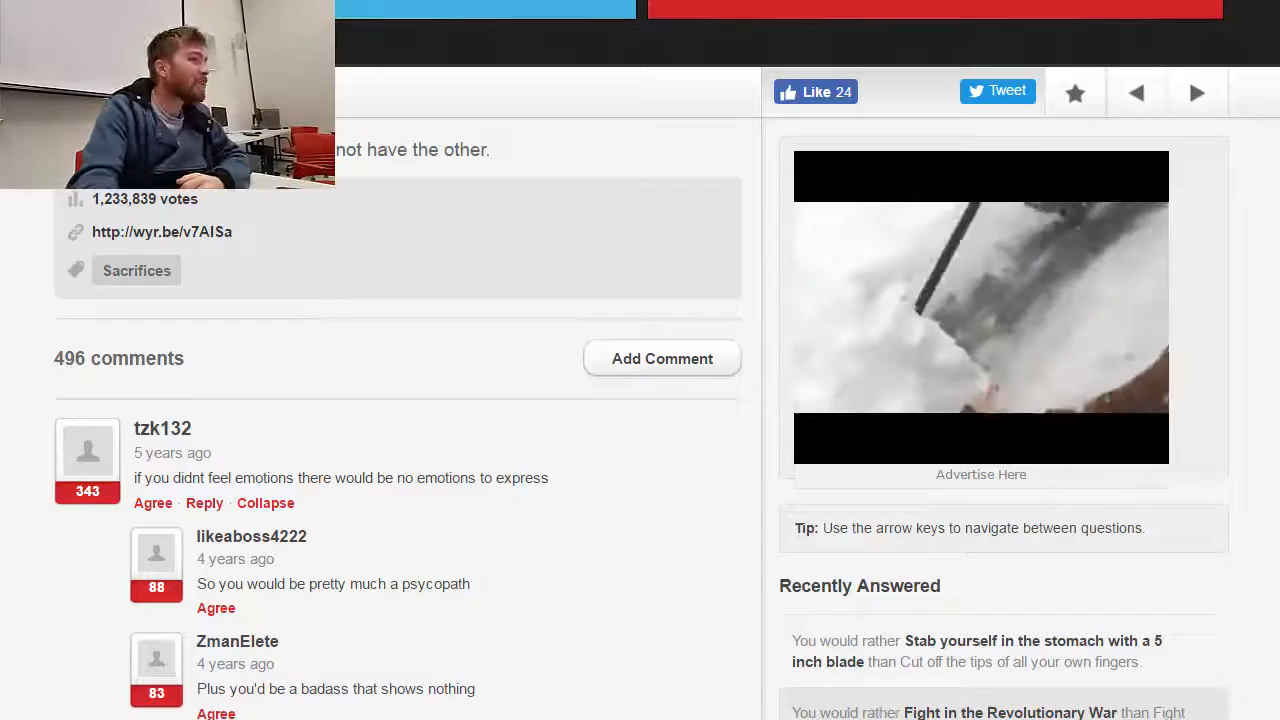 Like 24
Tweet
not have the other.
1,233,839 votes
http://wyr.be/v7AISa
Sacrifices
496 comments
Add Comment
tzk132
5 years ago
if you didnt feel emotions there would be no emotions to express
343
Agree · Reply · Collapse
likeaboss4222
4 years ago
So you would be pretty much a psycopath
88
Agree
ZmanElete
4 years ago
Plus you'd be a badass that shows nothing
83
Agree
Advertise Here
Tip: Use the arrow keys to navigate between questions.
Recently Answered
You would rather Stab yourself in the stomach with a 5
inch blade than Cut off the tips of all your own fingers.
You would rather Fight in the Revolutionary War than Fight